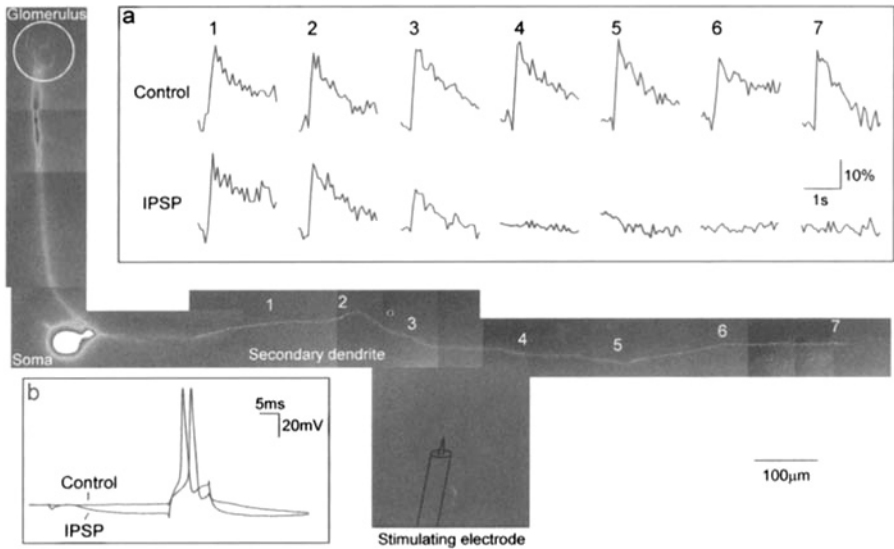 Glomerulus
a
1 2 3 4 5 6 7
Control
IPSP
10%
1s
1 2 3 4 5 6 7
Soma
Secondary dendrite
b
5ms
20mV
Control
IPSP
100μm
Stimulating electrode